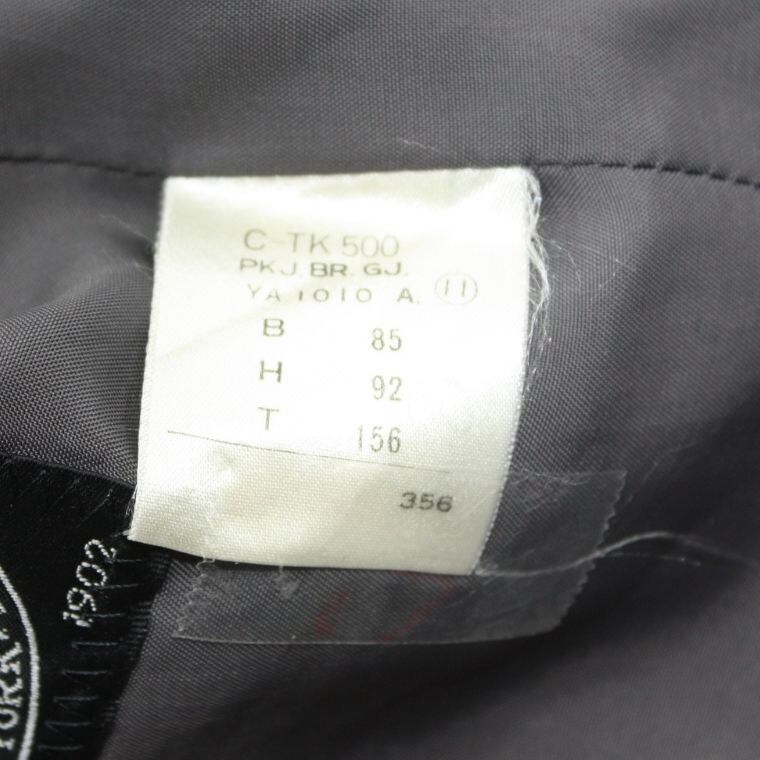 C-TK 500
PKJ. BR. GJ.
YA 1010 A. ⑪
B 85
H 92
T 156
356
1902